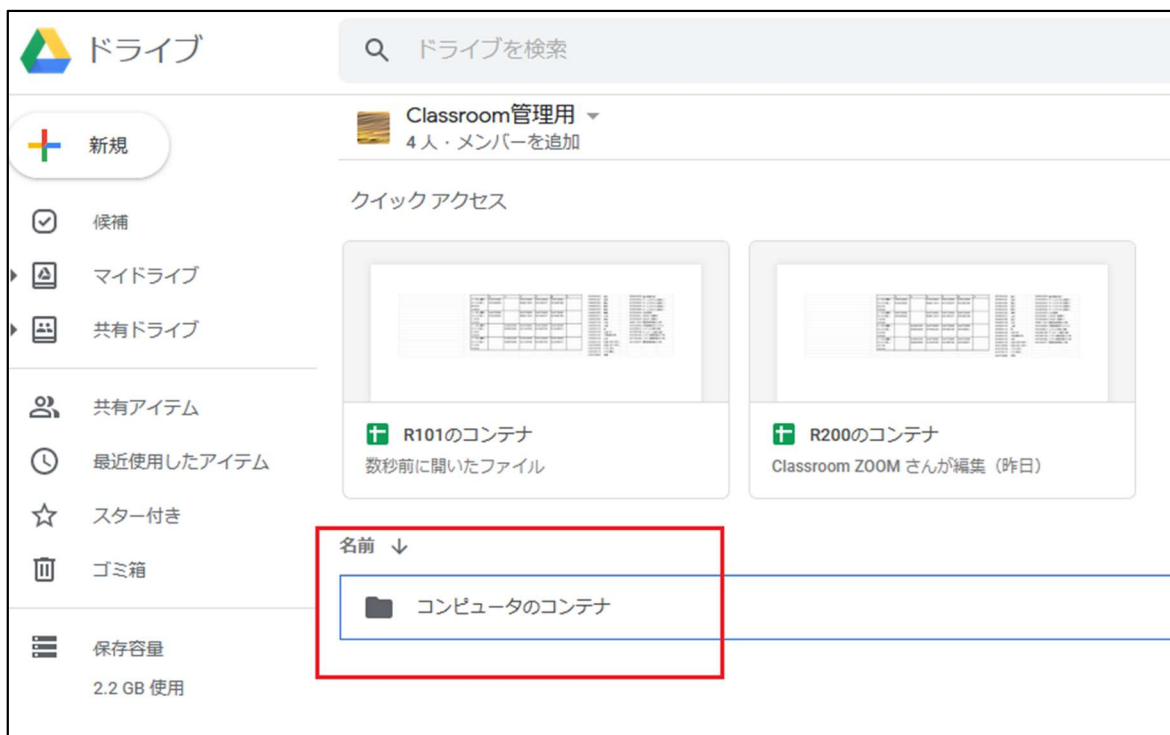 ドライブ
ドライブを検索
新規
候補
マイドライブ
共有ドライブ
共有アイテム
最近使用したアイテム
スター付き
ゴミ箱
保存容量
2.2 GB 使用
Classroom管理用
4 人・メンバーを追加
クイック アクセス
R101のコンテナ
数秒前に開いたファイル
R200のコンテナ
Classroom ZOOM さんが編集（昨日）
名前
コンピュータのコンテナ